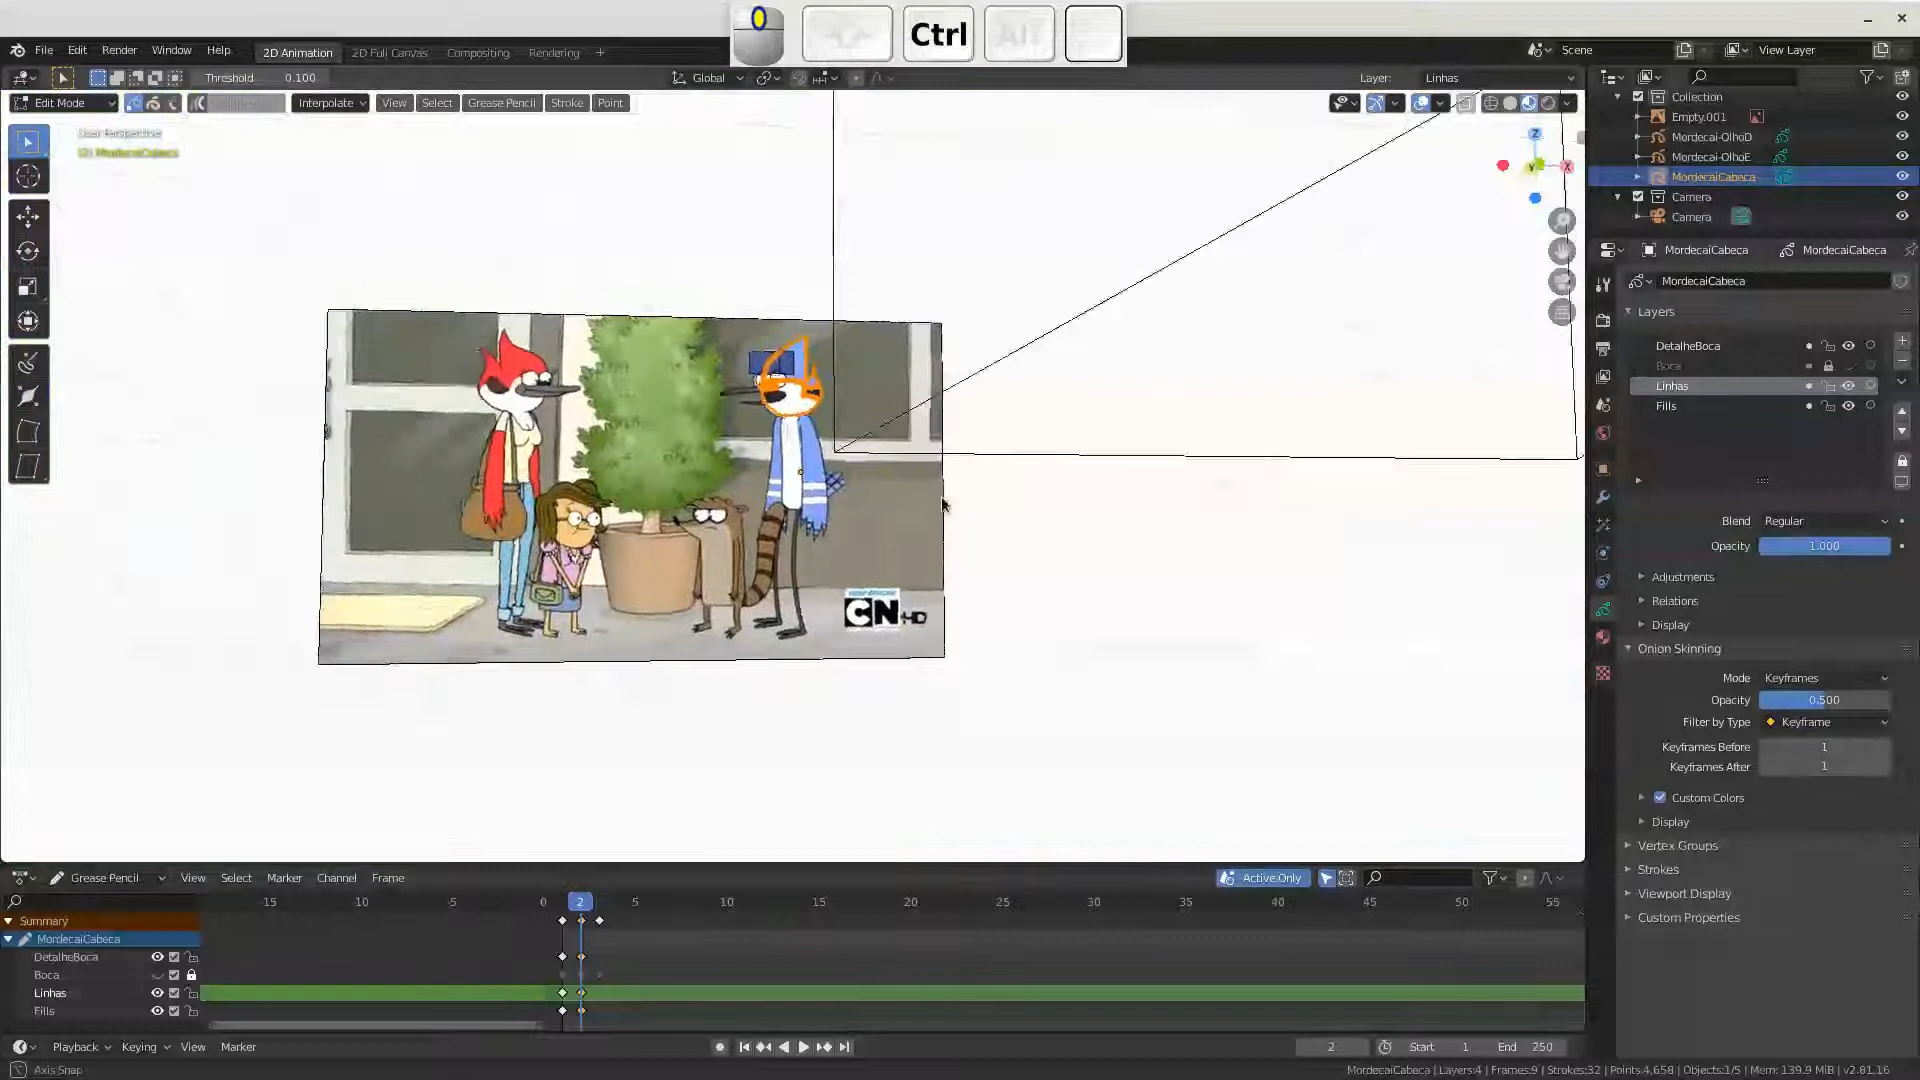 Ctrl
Alt
File Edit Render Window Help 2D Animation 2D Full Canvas Compositing Rendering +
Scene View Layer
Threshold 0.100 Global Layer: Linhas
Edit Mode Interpolate View Select Grease Pencil Stroke Point
User Perspective
(2) MordecaiCabeca
Z
Y X
CN HD
Collection
Empty.001
Mordecai-OlhoD
Mordecai-OlhoE
MordecaiCabeca
Camera
Camera
MordecaiCabeca MordecaiCabeca
MordecaiCabeca
Layers
DetalheBoca
Boca
Linhas
Fills
Blend Regular
Opacity 1.000
Adjustments
Relations
Display
Onion Skinning
Mode Keyframes
Opacity 0.500
Filter by Type Keyframe
Keyframes Before 1
Keyframes After 1
Custom Colors
Display
Vertex Groups
Strokes
Viewport Display
Custom Properties
Grease Pencil View Select Marker Channel Frame Active Only
-15 -10 -5 0 2 5 10 15 20 25 30 35 40 45 50 55
Summary
MordecaiCabeca
DetalheBoca
Boca
Linhas
Fills
Playback Keying View Marker 2 Start 1 End 250
Axis Snap MordecaiCabeca | Layers:4 | Frames:9 | Strokes:32 | Points:4,658 | Objects:1/5 | Mem: 139.9 MiB | v2.81.16